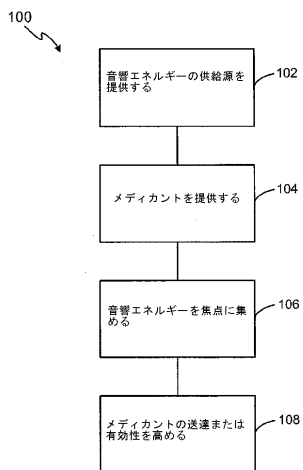 100
音響エネルギーの供給源を
提供する
102
メディカントを提供する
104
音響エネルギーを焦点に集
める
106
メディカントの送達または
有効性を高める
108